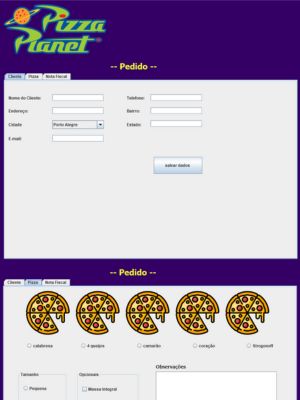 Pizza
Planet
-- Pedido --
Cliente Pizza Nota Fiscal
Nome do Cliente: Telefone:
Endereço: Bairro:
Cidade Porto Alegre Estado:
E-mail:
salvar dados
-- Pedido --
Cliente Pizza Nota Fiscal
calabresa 4 queijos camarão coração Strogonoff
Tamanho Opcionais Observações
Pequena Massa Integral